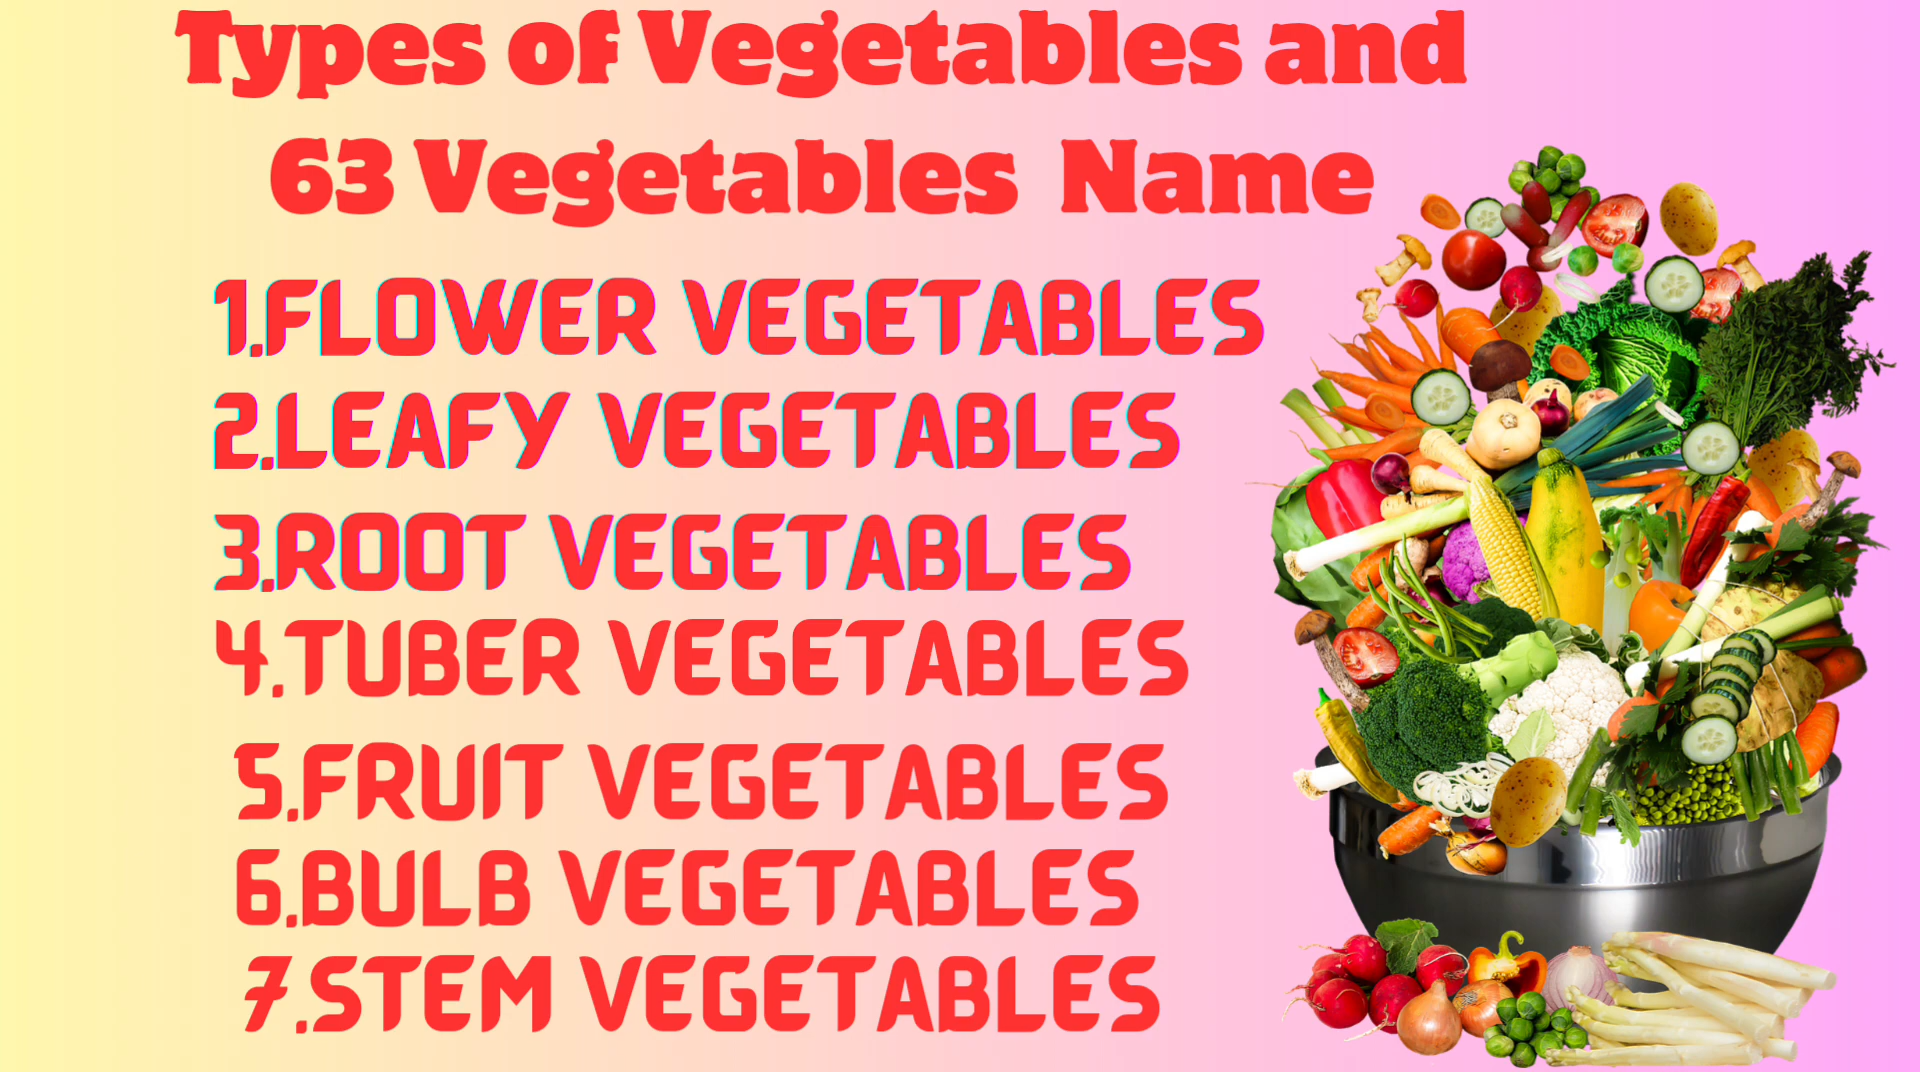 Types of Vegetables and
63 Vegetables Name
1.FLOWER VEGETABLES
2.LEAFY VEGETABLES
3.ROOT VEGETABLES
4.TUBER VEGETABLES
5.FRUIT VEGETABLES
6.BULB VEGETABLES
7.STEM VEGETABLES